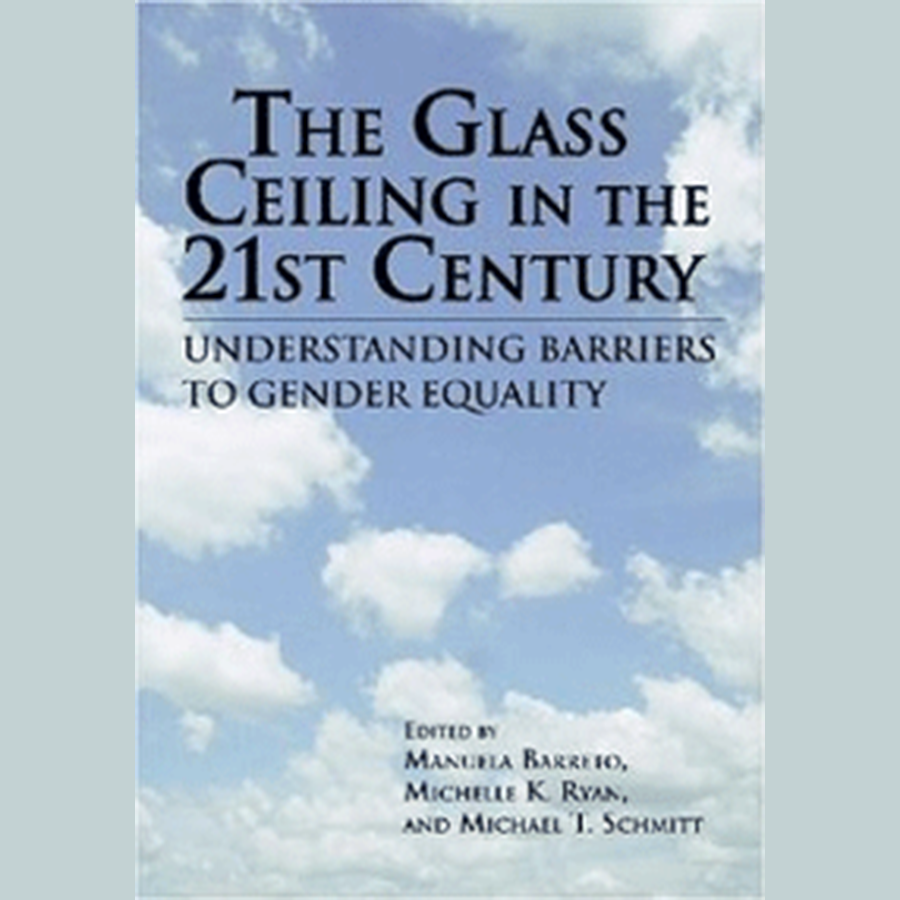 THE GLASS
CEILING IN THE
21ST CENTURY
UNDERSTANDING BARRIERS
TO GENDER EQUALITY
EDITED BY
MANUELA BARRETO,
MICHELLE K. RYAN,
AND MICHAEL T. SCHMITT